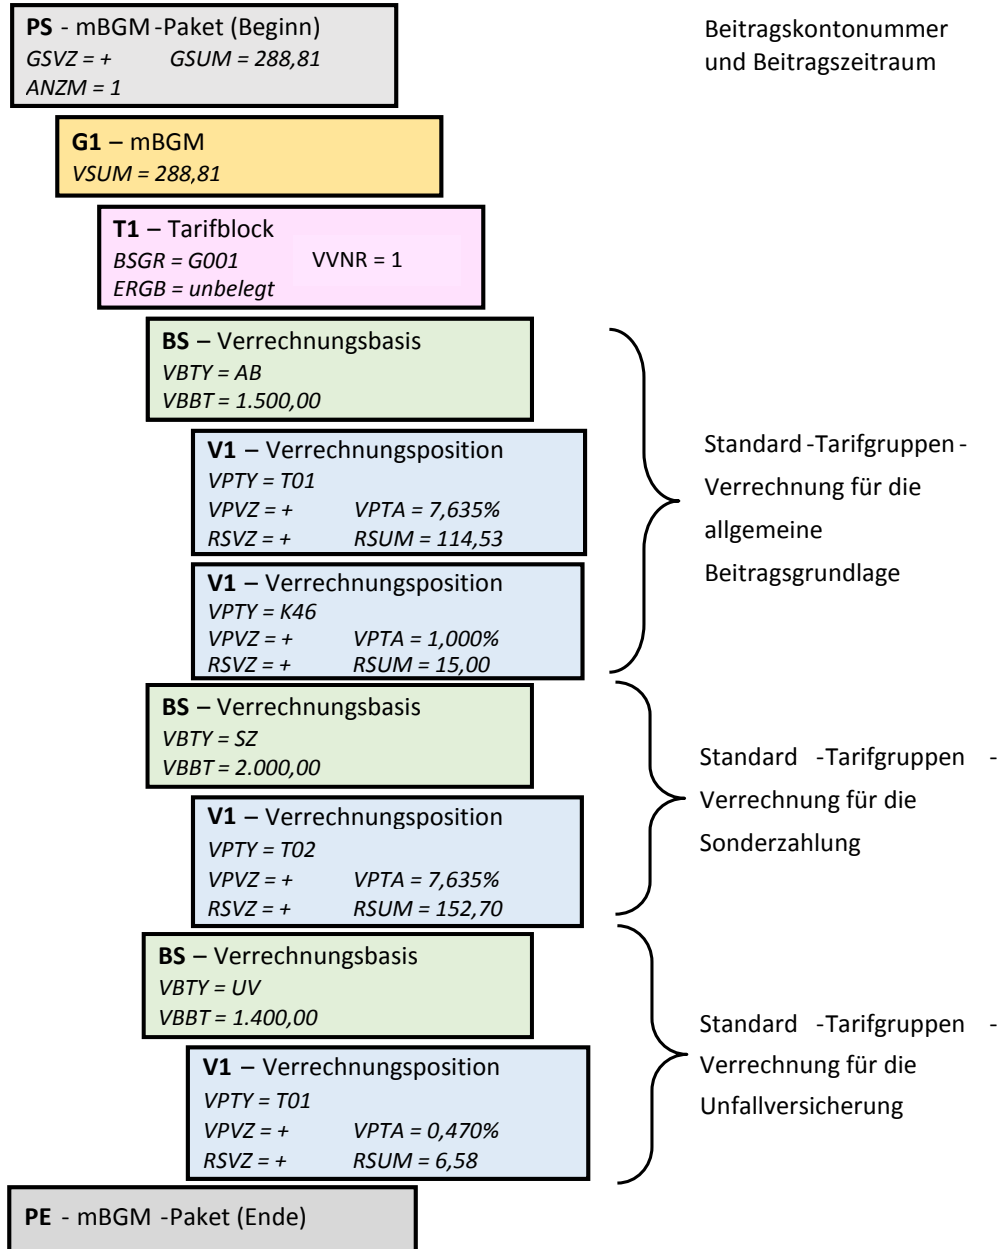 PS - mBGM -Paket (Beginn)
GSVZ = + GSUM = 288,81
ANZM = 1
Beitragskontonummer
und Beitragszeitraum
G1 – mBGM
VSUM = 288,81
T1 – Tarifblock
BSGR = G001 VVNR = 1
ERGB = unbelegt
BS – Verrechnungsbasis
VBTY = AB
VBBT = 1.500,00
V1 – Verrechnungsposition
VPTY = T01
VPVZ = + VPTA = 7,635%
RSVZ = + RSUM = 114,53
V1 – Verrechnungsposition
VPTY = K46
VPVZ = + VPTA = 1,000%
RSVZ = + RSUM = 15,00
Standard -Tarifgruppen -
Verrechnung für die
allgemeine
Beitragsgrundlage
BS – Verrechnungsbasis
VBTY = SZ
VBBT = 2.000,00
V1 – Verrechnungsposition
VPTY = T02
VPVZ = + VPTA = 7,635%
RSVZ = + RSUM = 152,70
Standard -Tarifgruppen -
Verrechnung für die
Sonderzahlung
BS – Verrechnungsbasis
VBTY = UV
VBBT = 1.400,00
V1 – Verrechnungsposition
VPTY = T01
VPVZ = + VPTA = 0,470%
RSVZ = + RSUM = 6,58
Standard -Tarifgruppen -
Verrechnung für die
Unfallversicherung
PE - mBGM -Paket (Ende)